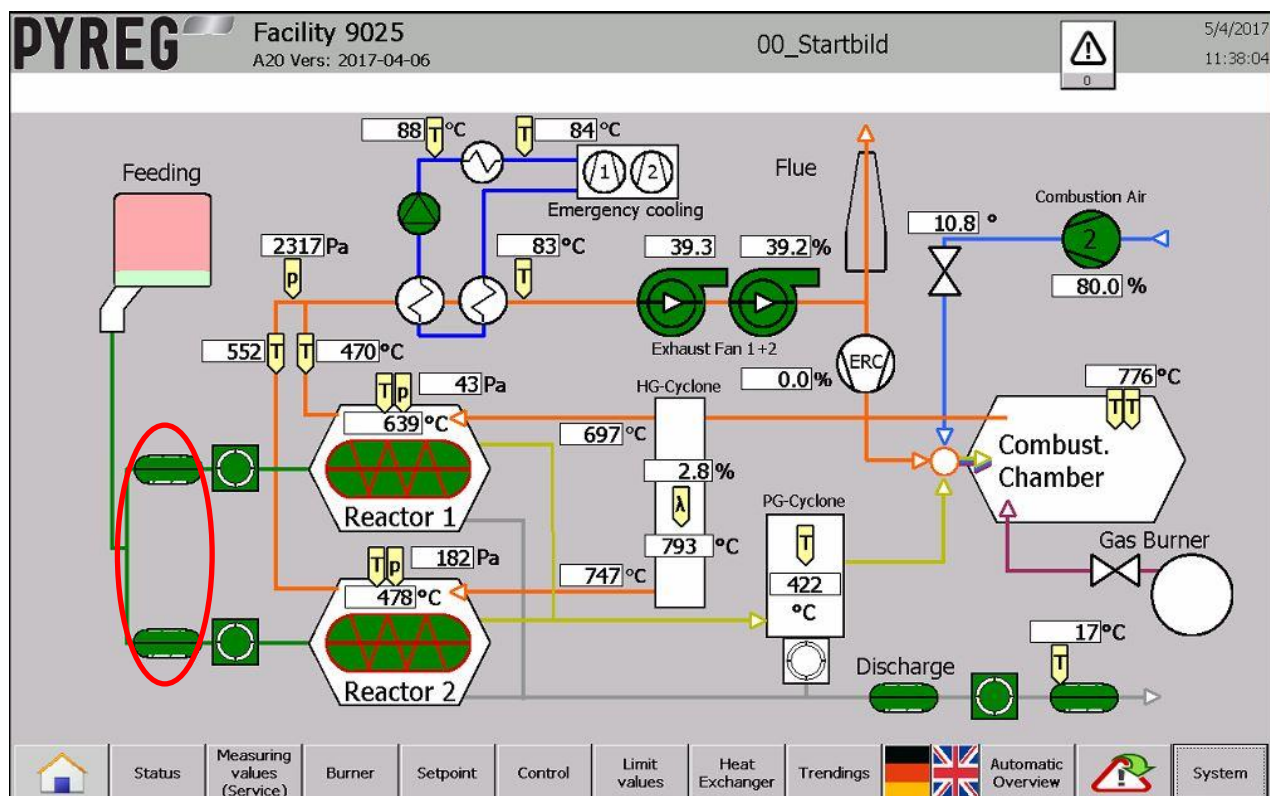 PYREG
Facility 9025
A20 Vers: 2017-04-06
00_Startbild
0
5/4/2017
11:38:04
88 T °C
T 84 °C
Feeding
1 2
Emergency cooling
Flue
Combustion Air
10.8 °
2
80.0 %
2317 Pa
p
83 °C
T
39.3
39.2 %
Exhaust Fan 1+2
552 T
T 470 °C
ERC
0.0 %
HG-Cyclone
43 Pa
T p
639 °C
697 °C
776 °C
T T
Combust.
Chamber
2.8 %
λ
793 °C
Reactor 1
PG-Cyclone
T
422
°C
Gas Burner
182 Pa
T p
478 °C
747 °C
Reactor 2
Discharge
17 °C
T
Status
Measuring
values
(Service)
Burner
Setpoint
Control
Limit
values
Heat
Exchanger
Trendings
Automatic
Overview
System